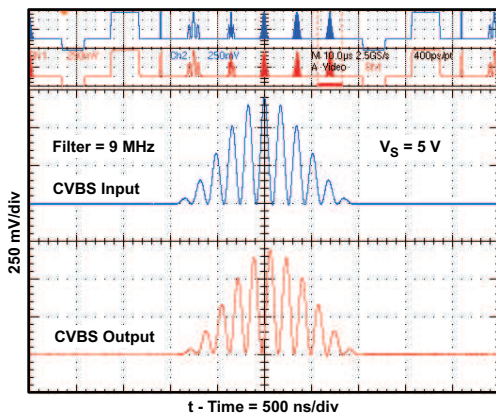 Ch2 250mV M 10.0µs 2.5GS/s 400ps/pt
A Video
Filter = 9 MHz
V_S = 5 V
CVBS Input
250 mV/div
CVBS Output
t - Time = 500 ns/div